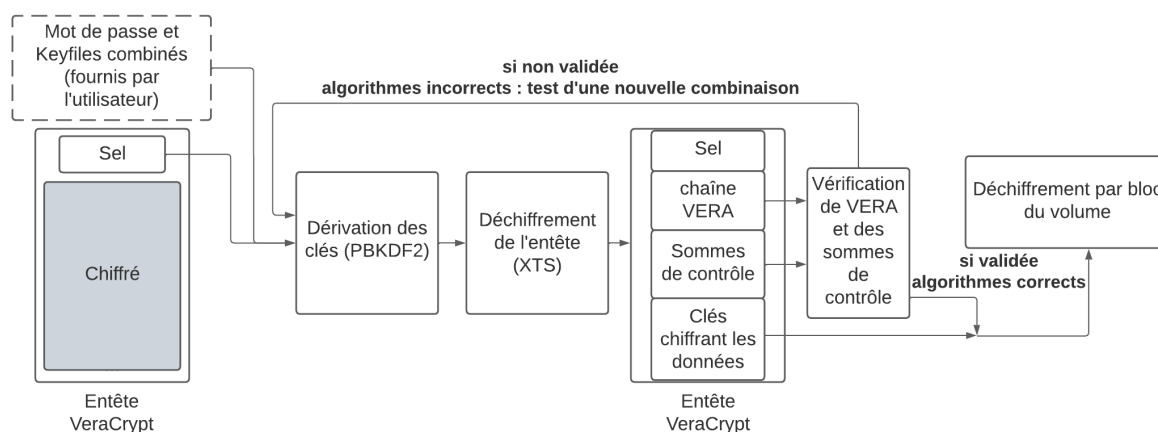 Mot de passe et
Keyfiles combinés
(fournis par
l'utilisateur)
Sel
Chiffré
Entête
VeraCrypt
si non validée
algorithmes incorrects : test d'une nouvelle combinaison
Dérivation des
clés (PBKDF2)
Déchiffrement
de l'entête
(XTS)
Sel
chaîne
VERA
Sommes
de contrôle
Clés
chiffrant les
données
Entête
VeraCrypt
Vérification
de VERA
et des
sommes
de
contrôle
Déchiffrement par bloc
du volume
si validée
algorithmes corrects